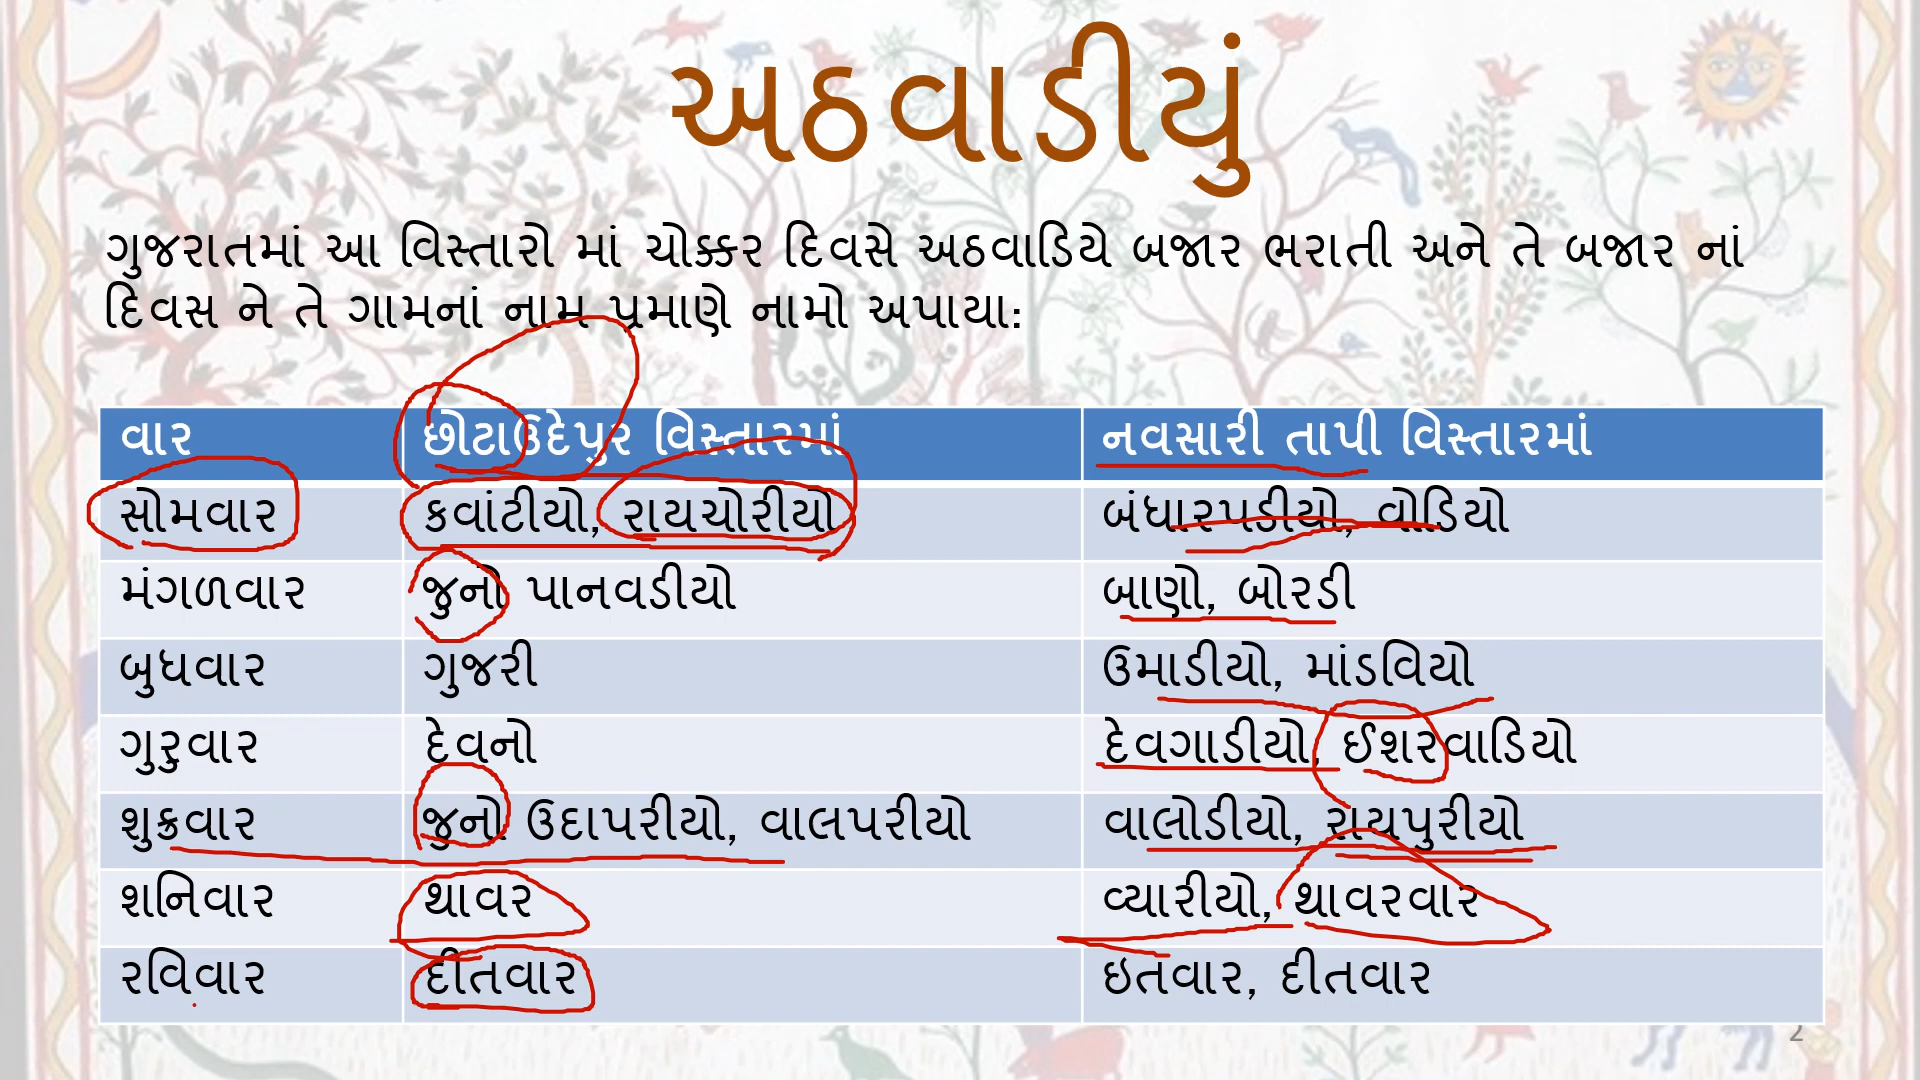 અઠવાડીયું
ગુજરાતમાં આ વિસ્તારો માં ચોક્કર દિવસે અઠવાડિયે બજાર ભરાતી અને તે બજાર નાં
દિવસ ને તે ગામનાં નામ પ્રમાણે નામો અપાયા:
વાર છોટાઉદેપુર વિસ્તારમાં નવસારી તાપી વિસ્તારમાં
સોમવાર કવાંટીયો, રાયચોરીયો બંધારપડીયો, વોડિયો
મંગળવાર જુનો પાનવડીયો બાણો, બોરડી
બુધવાર ગુજરી ઉમાડીયો, માંડવિયો
ગુરુવાર દેવનો દેવગાડીયો, ઈશરવાડિયો
શુક્રવાર જુનો ઉદાપરીયો, વાલપરીયો વાલોડીયો, રાયપુરીયો
શનિવાર થાવર વ્યારીયો, થાવરવાર
રવિવાર દીતવાર ઇતવાર, દીતવાર
2